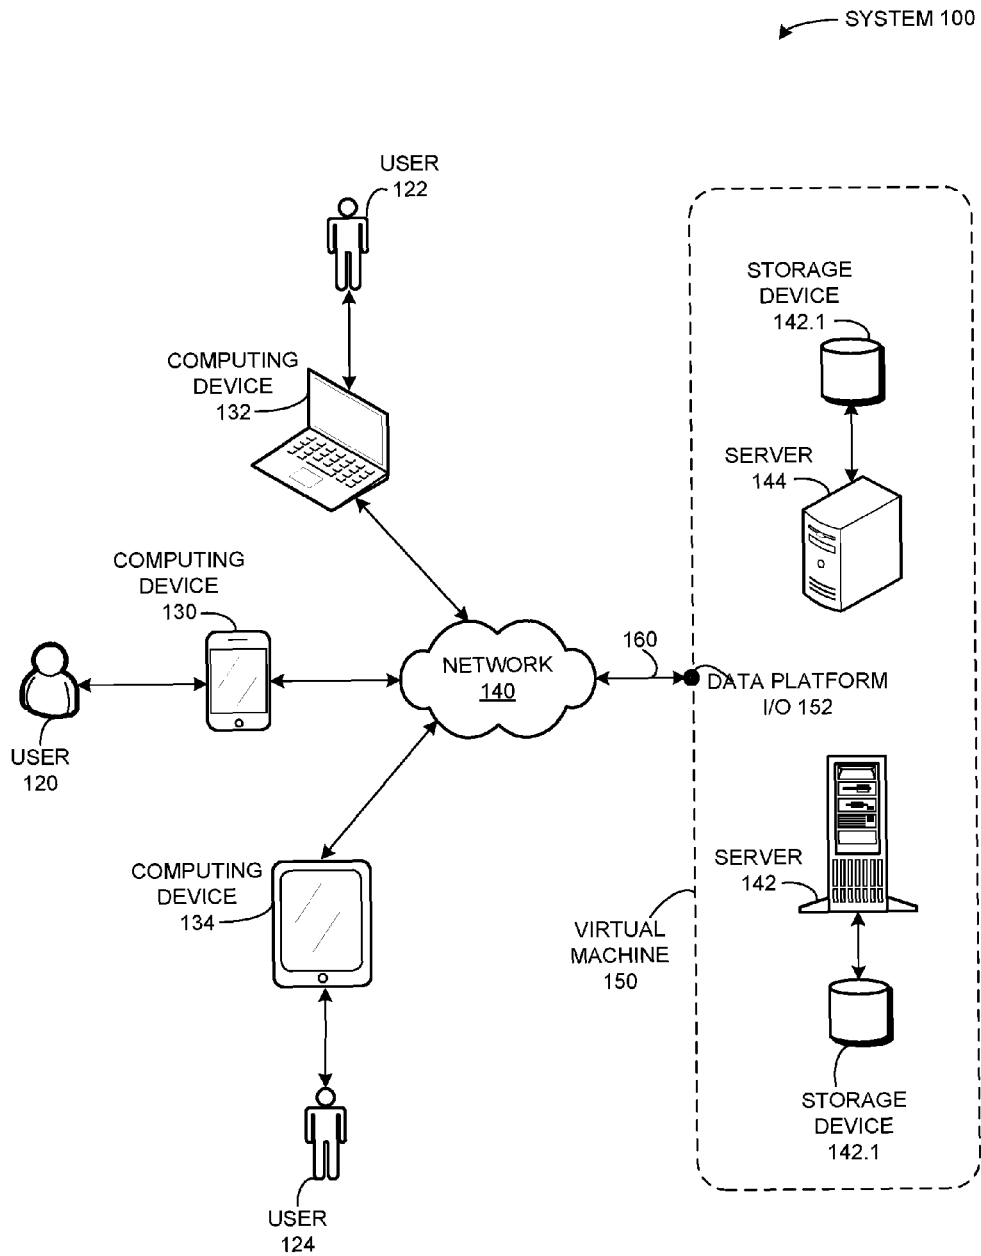 SYSTEM 100
USER
122
STORAGE
DEVICE
142.1
COMPUTING
DEVICE
132
SERVER
144
COMPUTING
DEVICE
130
NETWORK
140
160
DATA PLATFORM
I/O 152
USER
120
COMPUTING
DEVICE
134
SERVER
142
VIRTUAL
MACHINE
150
STORAGE
DEVICE
142.1
USER
124